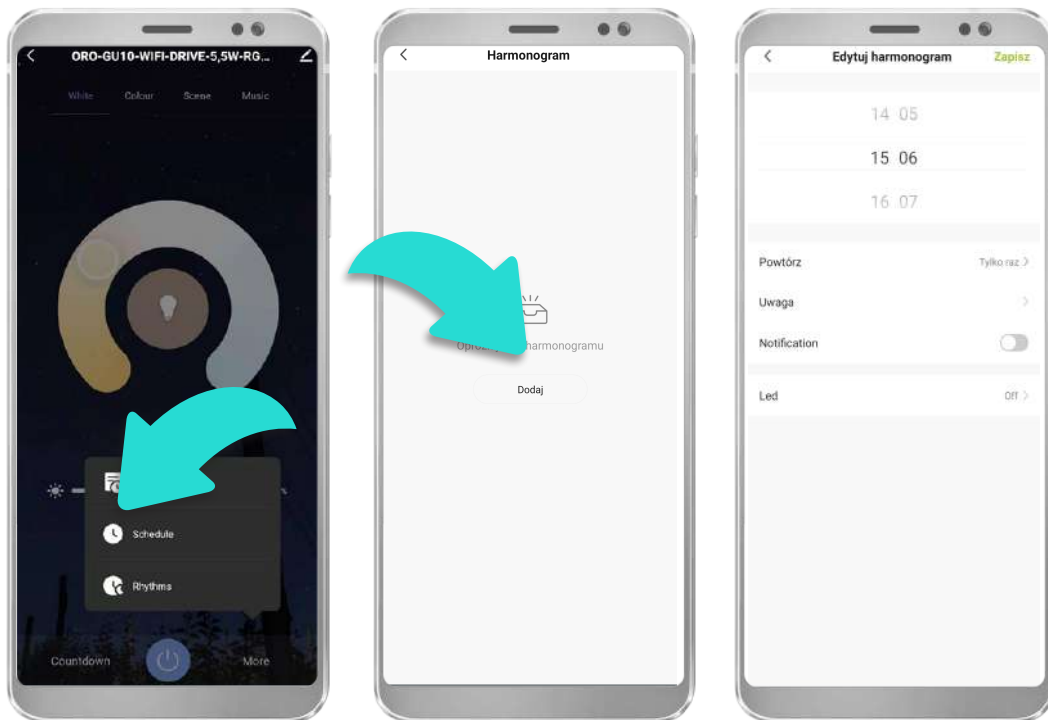 ORO-GU10-WIFI-DRIVE-5,5W-RG...
White Colour Scene Music
Schedule
Rhythms
Countdown More
Harmonogram
harmonogramu
Dodaj
Edytuj harmonogram Zapisz
14 05
15 06
16 07
Powtórz Tylko raz
Uwaga
Notification
Led Off